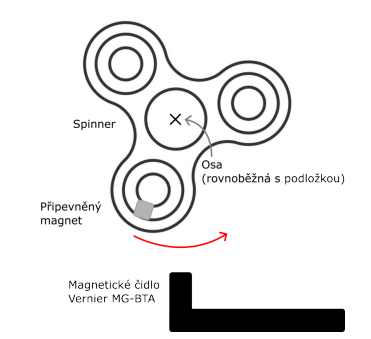 Spinner
Osa
(rovnoběžná s podložkou)
Připevněný
magnet
Magnetické čidlo
Vernier MG-BTA